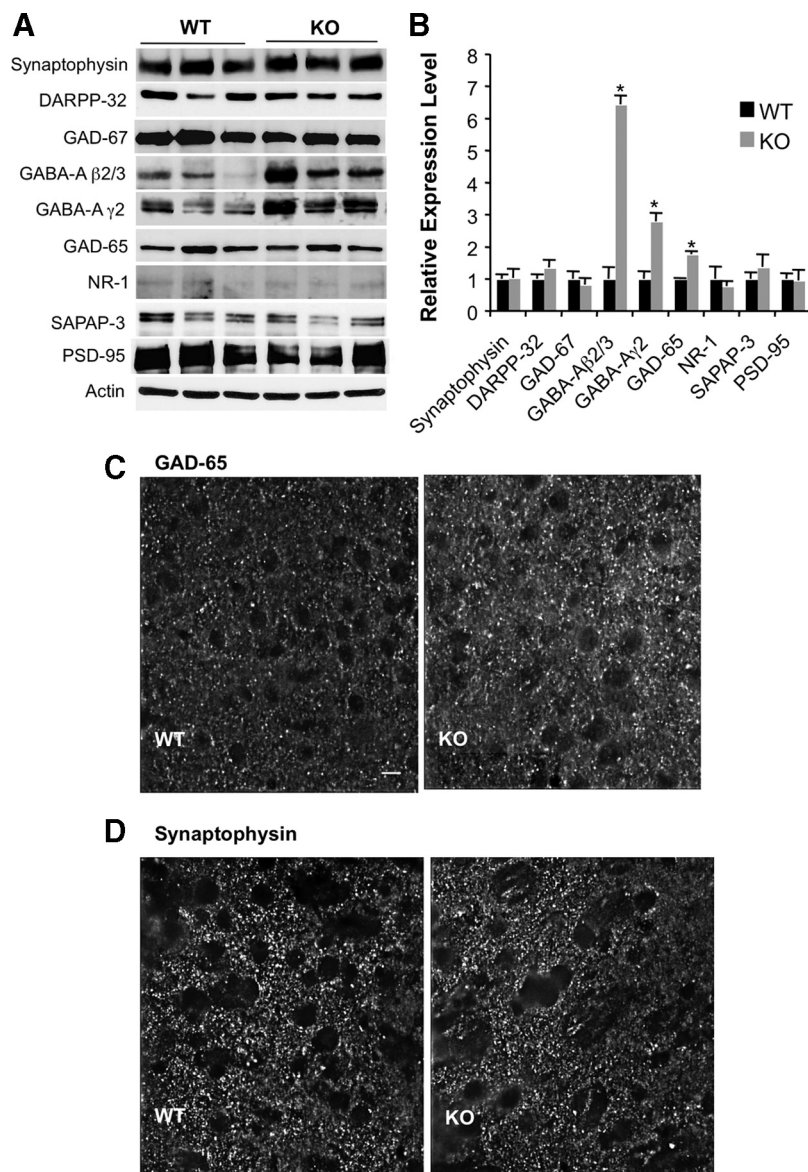 A
WT
KO
Synaptophysin
DARPP-32
GAD-67
GABA-A β2/3
GABA-A γ2
GAD-65
NR-1
SAPAP-3
PSD-95
Actin
B
Relative Expression Level
8
7
6
5
4
3
2
1
0
*
*
*
WT
KO
Synaptophysin
DARPP-32
GAD-67
GABA-Aβ2/3
GABA-Aγ2
GAD-65
NR-1
SAPAP-3
PSD-95
C
GAD-65
WT
KO
D
Synaptophysin
WT
KO